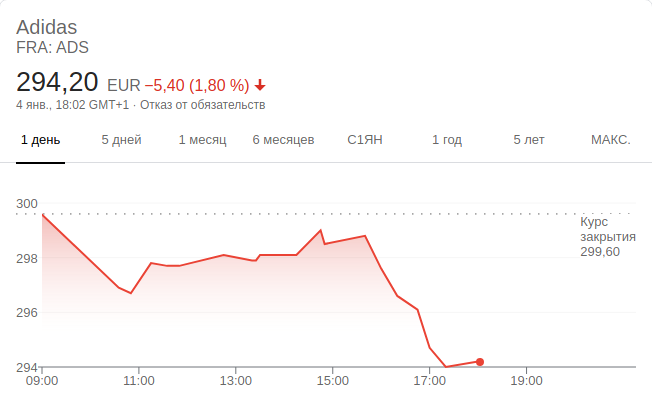 Adidas
FRA: ADS
294,20 EUR −5,40 (1,80 %)
4 янв., 18:02 GMT+1 · Отказ от обязательств
1 день 5 дней 1 месяц 6 месяцев С1ЯН 1 год 5 лет МАКС.
300
Курс
закрытия
299,60
298
296
294
09:00 11:00 13:00 15:00 17:00 19:00